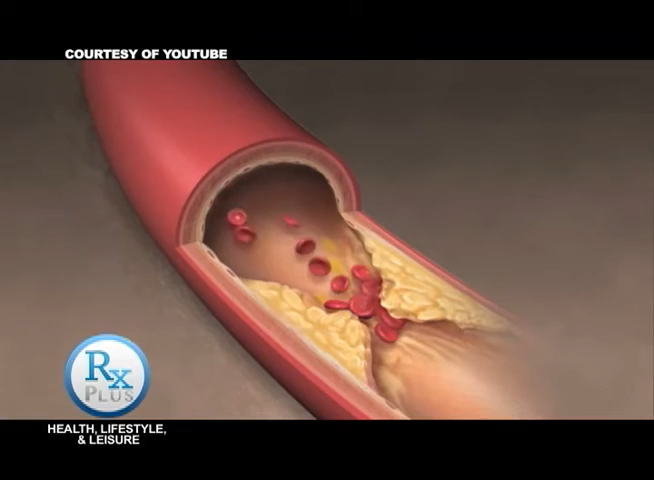 COURTESY OF YOUTUBE
Rx
PLUS
HEALTH, LIFESTYLE,
& LEISURE